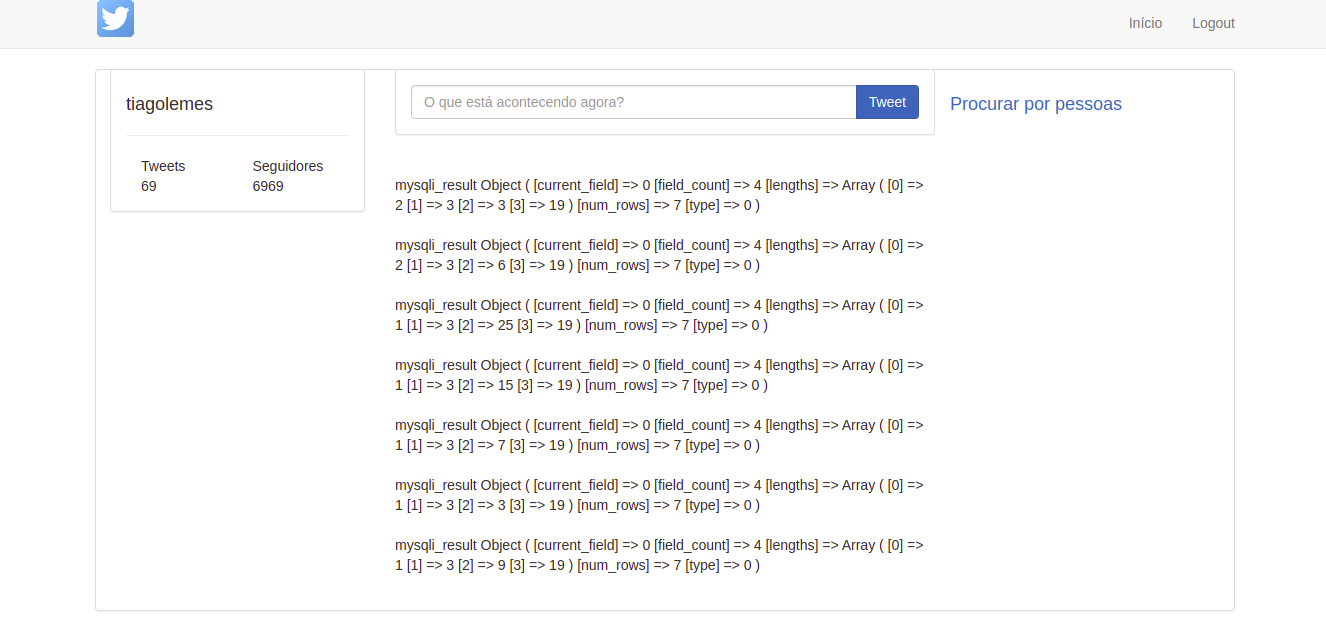 Início Logout
tiagolemes
Tweets Seguidores
69 6969
O que está acontecendo agora? Tweet
Procurar por pessoas
mysqli_result Object ( [current_field] => 0 [field_count] => 4 [lengths] => Array ( [0] =>
2 [1] => 3 [2] => 3 [3] => 19 ) [num_rows] => 7 [type] => 0 )
mysqli_result Object ( [current_field] => 0 [field_count] => 4 [lengths] => Array ( [0] =>
2 [1] => 3 [2] => 6 [3] => 19 ) [num_rows] => 7 [type] => 0 )
mysqli_result Object ( [current_field] => 0 [field_count] => 4 [lengths] => Array ( [0] =>
1 [1] => 3 [2] => 25 [3] => 19 ) [num_rows] => 7 [type] => 0 )
mysqli_result Object ( [current_field] => 0 [field_count] => 4 [lengths] => Array ( [0] =>
1 [1] => 3 [2] => 15 [3] => 19 ) [num_rows] => 7 [type] => 0 )
mysqli_result Object ( [current_field] => 0 [field_count] => 4 [lengths] => Array ( [0] =>
1 [1] => 3 [2] => 7 [3] => 19 ) [num_rows] => 7 [type] => 0 )
mysqli_result Object ( [current_field] => 0 [field_count] => 4 [lengths] => Array ( [0] =>
1 [1] => 3 [2] => 3 [3] => 19 ) [num_rows] => 7 [type] => 0 )
mysqli_result Object ( [current_field] => 0 [field_count] => 4 [lengths] => Array ( [0] =>
1 [1] => 3 [2] => 9 [3] => 19 ) [num_rows] => 7 [type] => 0 )